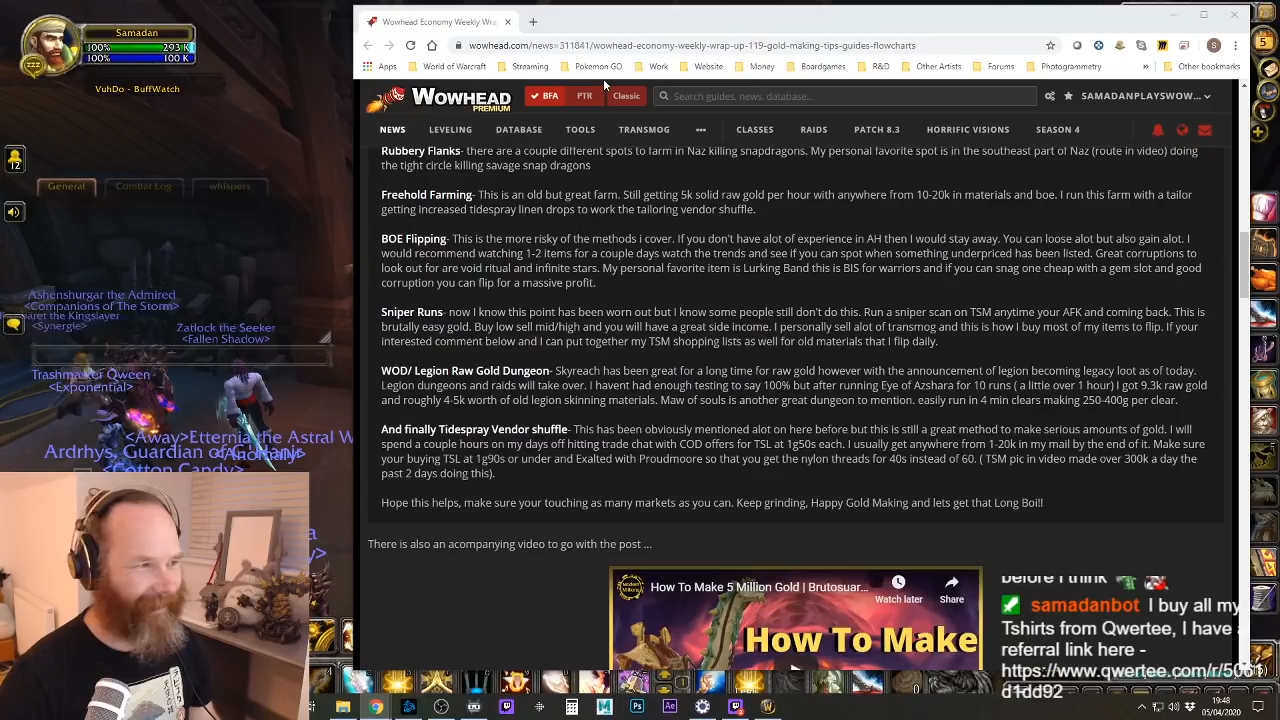 Samadan
100%
293 K
100%
100 K
VuhDo - BuffWatch
General
Combat Log
whispers
Ashenshurgar the Admired
<Companions of The Storm>
aret the Kingslayer
<Synergie>
Zatlock the Seeker
<Fallen Shadow>
Trashmaster Qween
<Exponential>
<Away>Etternia the Astral W
Ardrhys, Guardian of
<Cotton Candy>
Wowhead Economy Weekly Wra
wowhead.com/news=311841/wowhead-economy-weekly-wrap-up-119-gold-making-tips-guides-flowcharts
Apps
World of Warcraft
Streaming
Pokemon GO
Work
Website
Money
Boardgames
R&D
Other Artists
Forums
Photogrammetry
»
Other bookmarks
WOWHEAD
PREMIUM
BFA
PTR
Classic
Search guides, news, database...
SAMADANPLAYSWOW...
NEWS
LEVELING
DATABASE
TOOLS
TRANSMOG
•••
CLASSES
RAIDS
PATCH 8.3
HORRIFIC VISIONS
SEASON 4
Rubbery Flanks- there are a couple different spots to farm in Naz killing snapdragons. My personal favorite spot is in the southeast part of Naz (route in video) doing
the tight circle killing savage snap dragons
Freehold Farming- This is an old but great farm. Still getting 5k solid raw gold per hour with anywhere from 10-20k in materials and boe. I run this farm with a tailor
getting increased tidespray linen drops to work the tailoring vendor shuffle.
BOE Flipping- This is the more risky of the methods i cover. If you don't have alot of experience in AH then I would stay away. You can loose alot but also gain alot. I
would recommend watching 1-2 items for a couple days watch the trends and see if you can spot when something underpriced has been listed. Great corruptions to
look out for are void ritual and infinite stars. My personal favorite item is Lurking Band this is BIS for warriors and if you can snag one cheap with a gem slot and good
corruption you can flip for a massive profit.
Sniper Runs- now I know this point has been worn out but I know some people still dont do this. Run a sniper scan on TSM anytime your AFK and coming back. This is
brutally easy gold. Buy low sell muc high and you will have a great side income. I personally sell alot of transmog and this is how I buy most of my items to flip. If your
interested comment below and I can put together my TSM shopping lists as well for old materials that I flip daily.
WOD/ Legion Raw Gold Dungeon- Skyreach has been great for a long time for raw gold however with the announcement of legion becoming legacy loot as of today.
Legion dungeons and raids will take over. I havent had enough testing to say 100% but after running Eye of Azshara for 10 runs ( a little over 1 hour) I got 9.3k raw gold
and roughly 4-5k worth of old legion skinning materials. Maw of souls is another great dungeon to mention. easily run in 4 min clears making 250-400g per clear.
And finally Tidespray Vendor shuffle- This has been obviously mentioned alot on here before but this is still a great method to make serious amounts of gold. I will
spend a couple hours on my days off hitting trade chat with COD offers for TSL at 1g50s each. I usually get anywhere from 1-20k in my mail by the end of it. Make sure
your buying TSL at 1g90s or under and Exalted with Proudmoore so that you get the nylon threads for 40s instead of 60. ( TSM pic in video made over 300k a day the
past 2 days doing this).
Hope this helps, make sure your touching as many markets as you can. Keep grinding, Happy Gold Making and lets get that Long Boi!!
There is also an acompanying video to go with the post ...
How To Make 5 Million Gold | Brutosuar...
Watch later
Share
How To Make
before I think
samadanbot I buy all my
Tshirts from Qwertee, I have a
referral link here -
https://www.qwertee.com/r/5061
d1dd92
19:48
05/04/2020